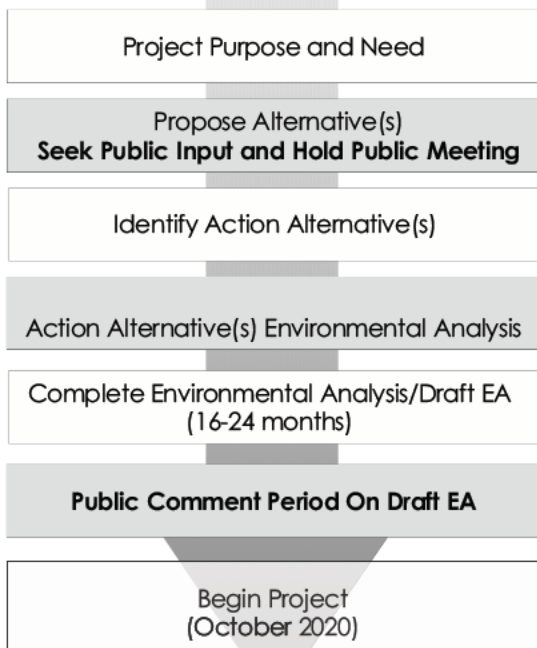 Project Purpose and Need
Propose Alternative(s)
Seek Public Input and Hold Public Meeting
Identify Action Alternative(s)
Action Alternative(s) Environmental Analysis
Complete Environmental Analysis/Draft EA
(16-24 months)
Public Comment Period On Draft EA
Begin Project
(October 2020)